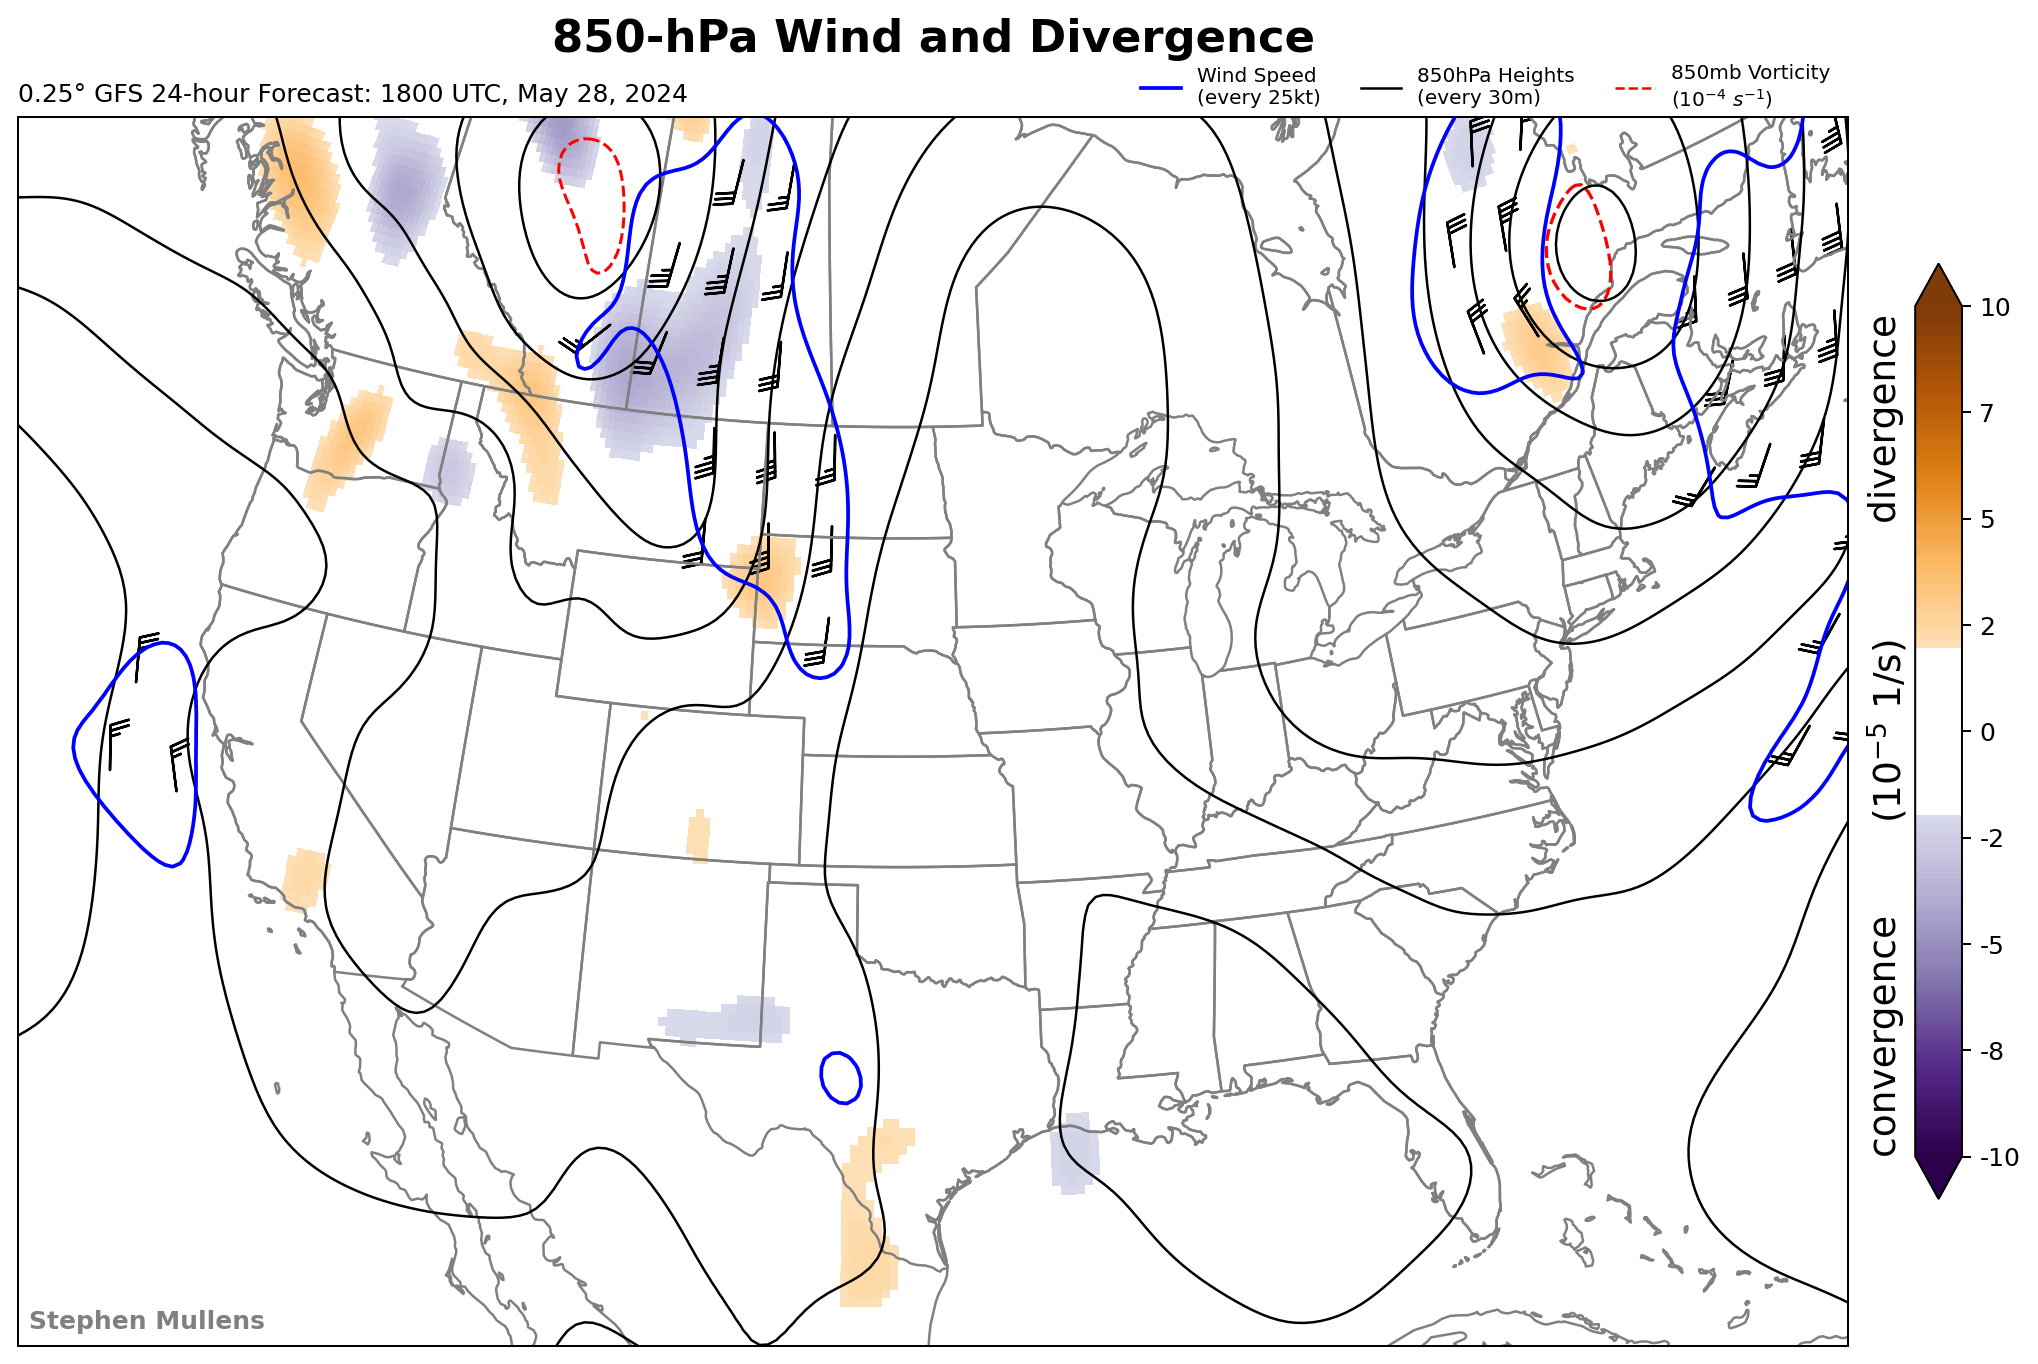 850-hPa Wind and Divergence
0.25° GFS 24-hour Forecast: 1800 UTC, May 28, 2024
Wind Speed
(every 25kt)
850hPa Heights
(every 30m)
850mb Vorticity
(10⁻⁴ s⁻¹)
10
7
5
2
0
-2
-5
-8
-10
convergence (10⁻⁵ 1/s) divergence
Stephen Mullens